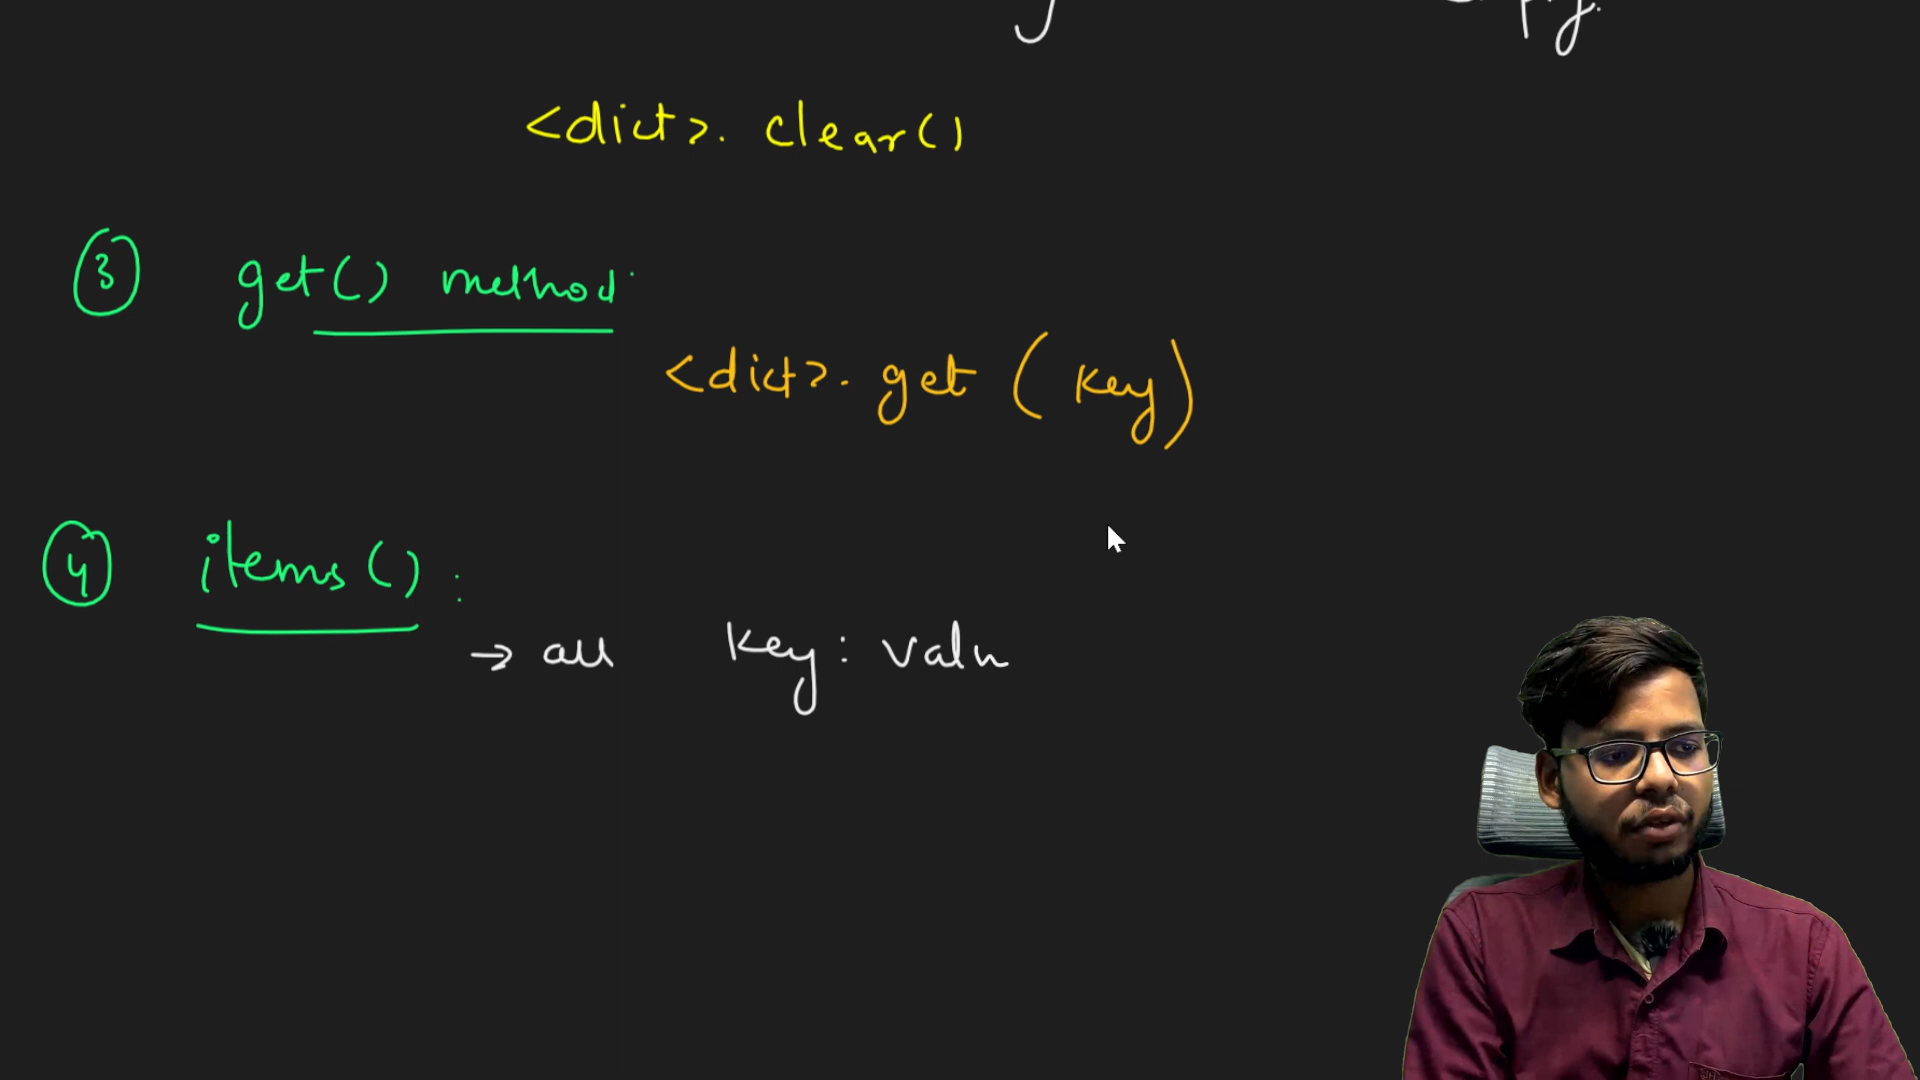 <dict>. clear()
3 get() method
<dict>. get (key)
4 items() :
→ all key: valu